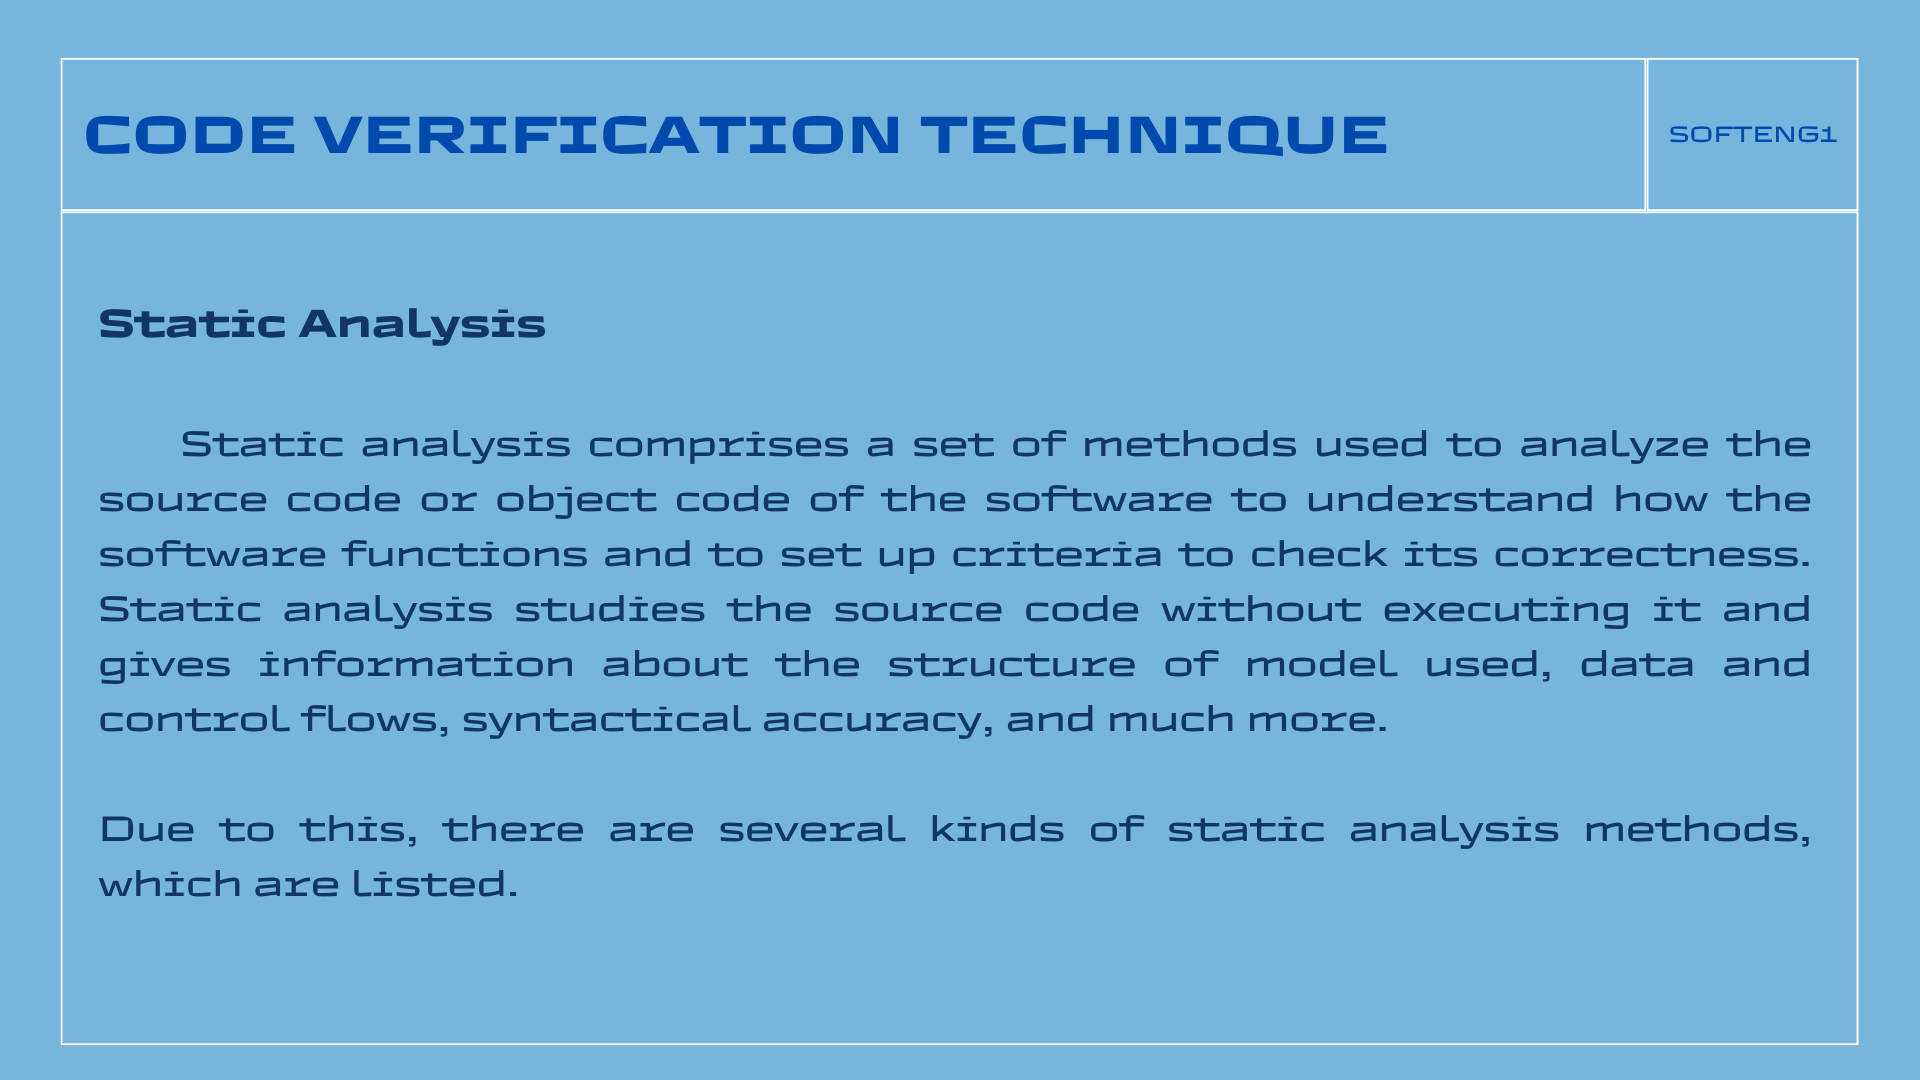 CODE VERIFICATION TECHNIQUE
SOFTENG1
Static Analysis
Static analysis comprises a set of methods used to analyze the
source code or object code of the software to understand how the
software functions and to set up criteria to check its correctness.
Static analysis studies the source code without executing it and
gives information about the structure of model used, data and
control flows, syntactical accuracy, and much more.
Due to this, there are several kinds of static analysis methods,
which are listed.